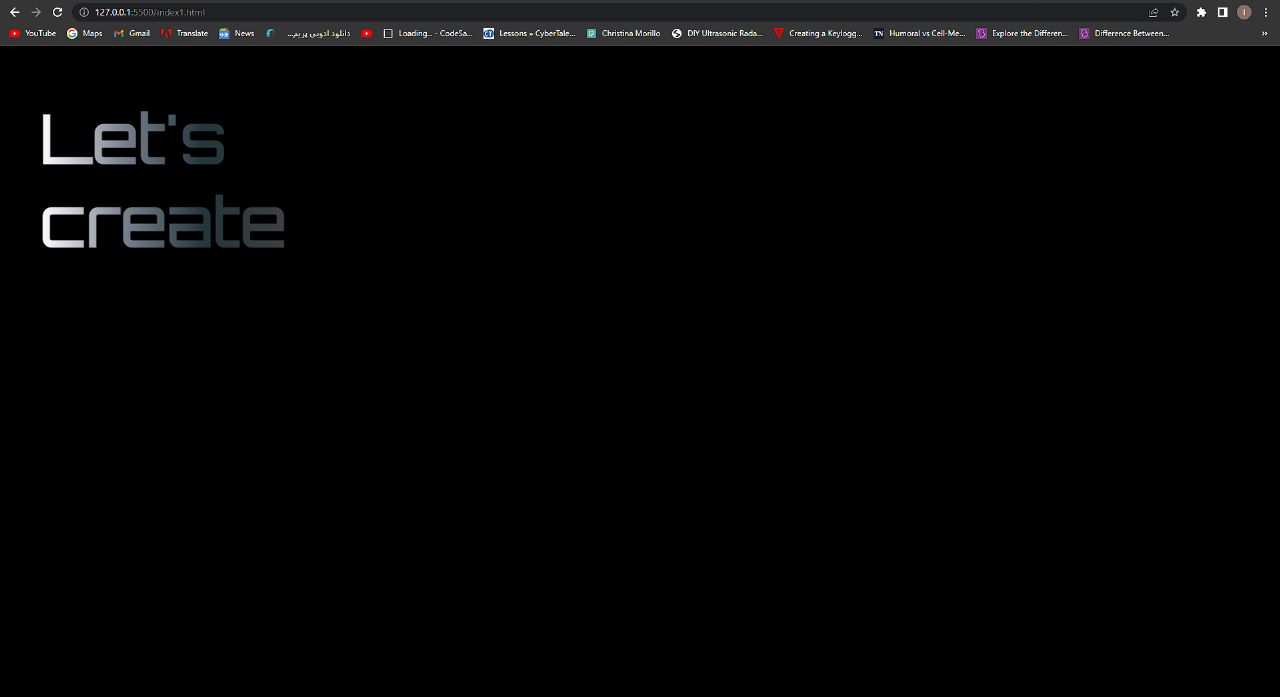 127.0.0.1:5500/index1.html
YouTube Maps Gmail Translate News دانلود ادوبی پریم... Loading... - CodeSa... Lessons » CyberTale... Christina Morillo DIY Ultrasonic Rada... Creating a Keylogg... TN Humoral vs Cell-Me... Explore the Differen... Difference Between... »
Let's
create